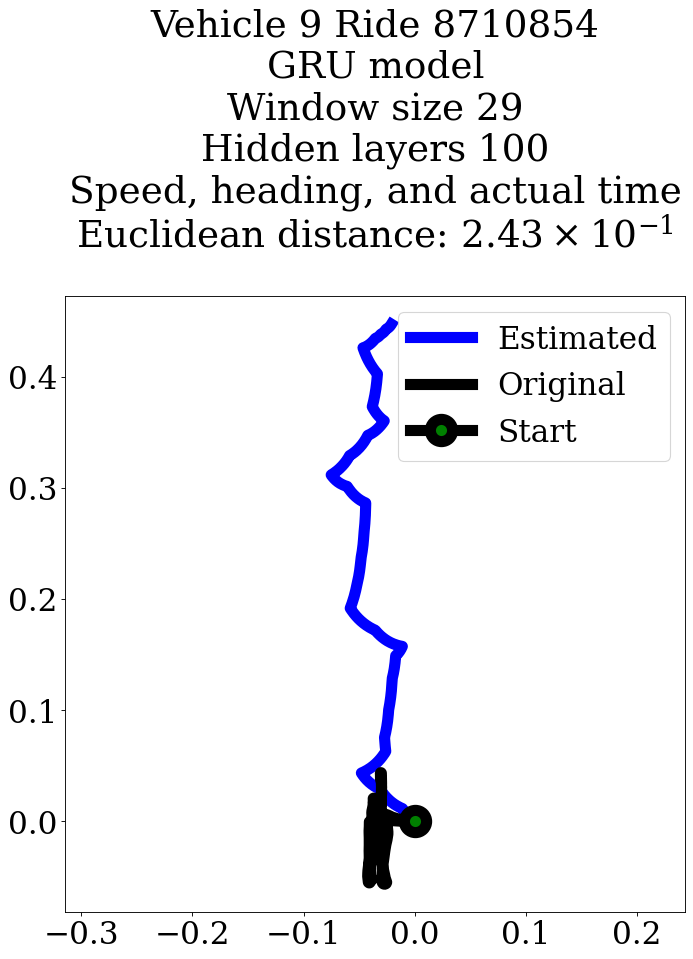 Vehicle 9 Ride 8710854
GRU model
Window size 29
Hidden layers 100
Speed, heading, and actual time
Euclidean distance: 2.43 × 10⁻¹
Estimated
Original
Start
0.4
0.3
0.2
0.1
0.0
−0.3 −0.2 −0.1 0.0 0.1 0.2